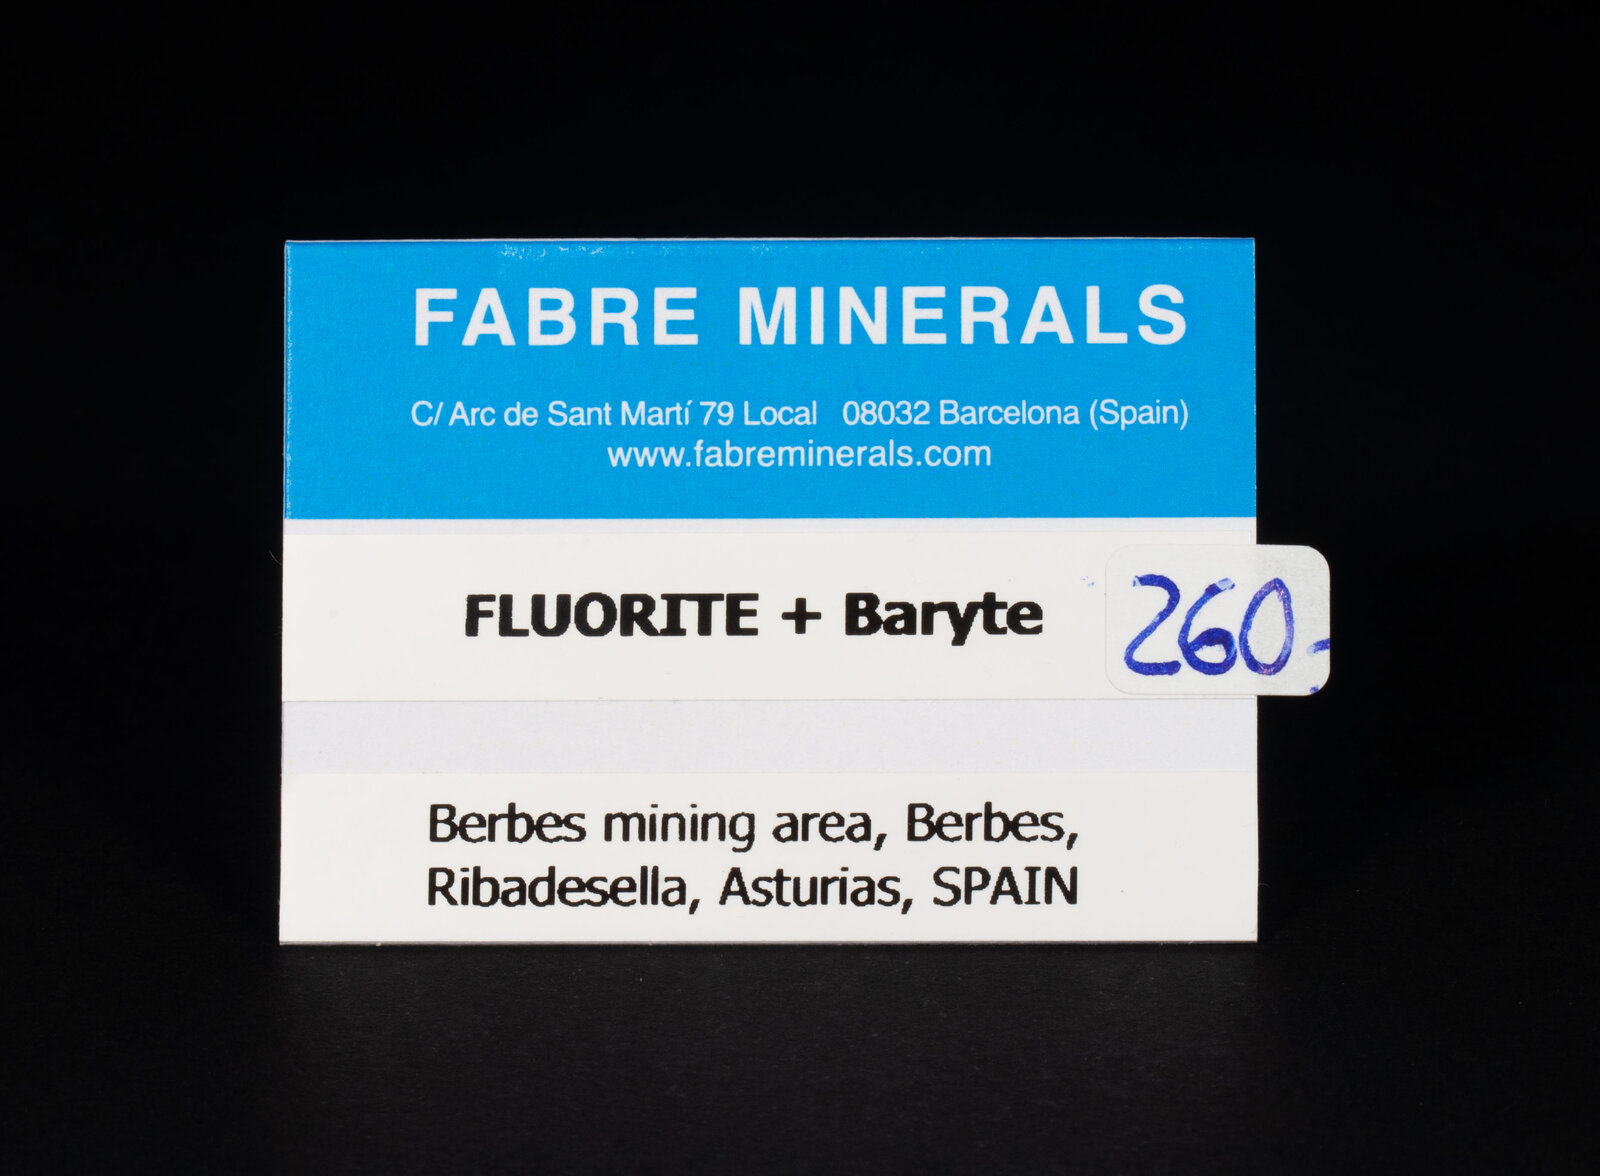 FABRE MINERALS
C/ Arc de Sant Martí 79 Local 08032 Barcelona (Spain)
www.fabreminerals.com
FLUORITE + Baryte
260-
Berbes mining area, Berbes,
Ribadesella, Asturias, SPAIN